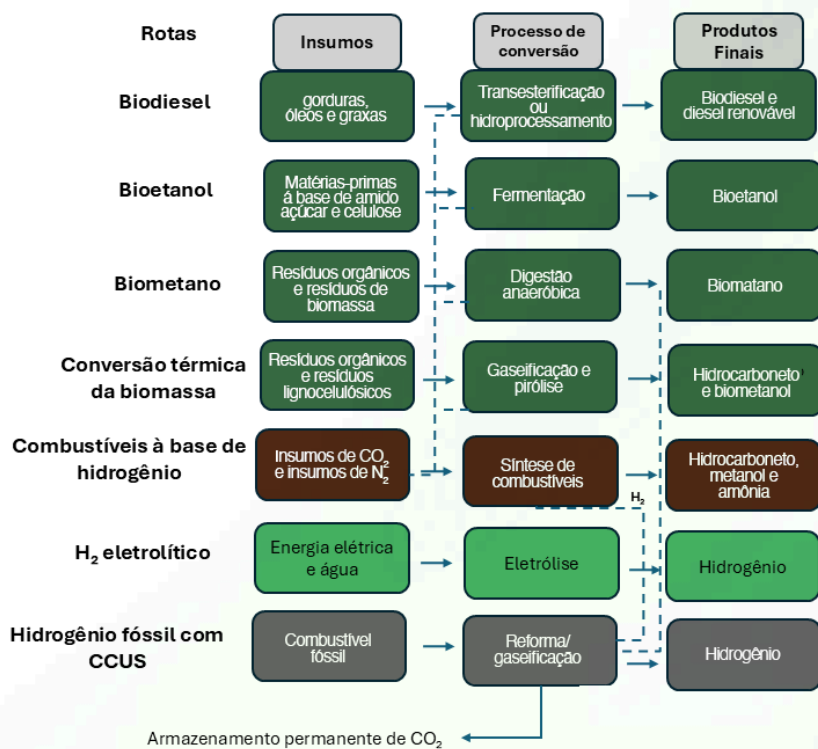 Rotas
Insumos
Processo de
conversão
Produtos
Finais
Biodiesel
gorduras,
óleos e graxas
Transesterificação
ou
hidroprocessamento
Biodiesel e
diesel renovável
Bioetanol
Matérias-primas
á base de amido
açúcar e celulose
Fermentação
Bioetanol
Biometano
Resíduos orgânicos
e resíduos de
biomassa
Digestão
anaeróbica
Biomatano
Conversão térmica
da biomassa
Resíduos orgânicos
e resíduos
lignocelulósicos
Gaseificação e
pirólise
Hidrocarboneto
e biometanol
Combustíveis à base de
hidrogênio
Insumos de CO₂
e insumos de N₂
Síntese de
combustíveis
Hidrocarboneto,
metanol e
amônia
H₂
H₂ eletrolítico
Energia elétrica
e água
Eletrólise
Hidrogênio
Hidrogênio fóssil com
CCUS
Combustível
fóssil
Reforma/
gaseificação
Hidrogênio
Armazenamento permanente de CO₂